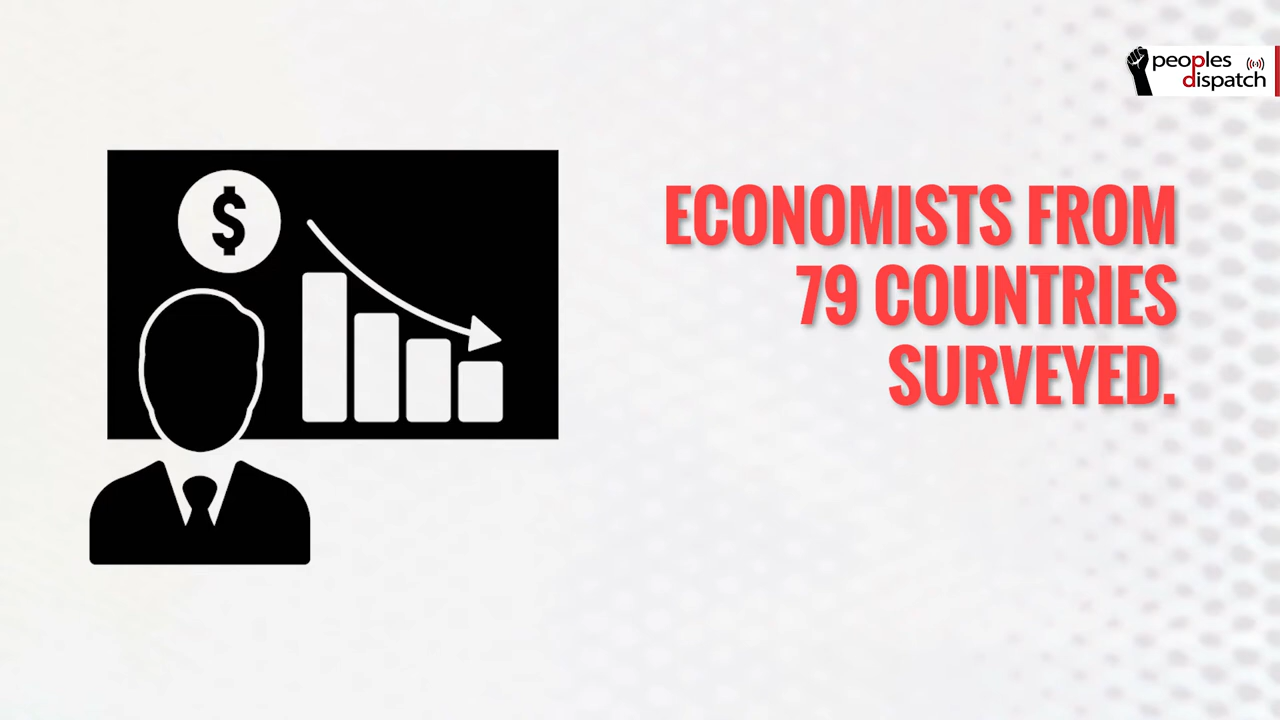 peoples
dispatch
$
ECONOMISTS FROM
79 COUNTRIES
SURVEYED.